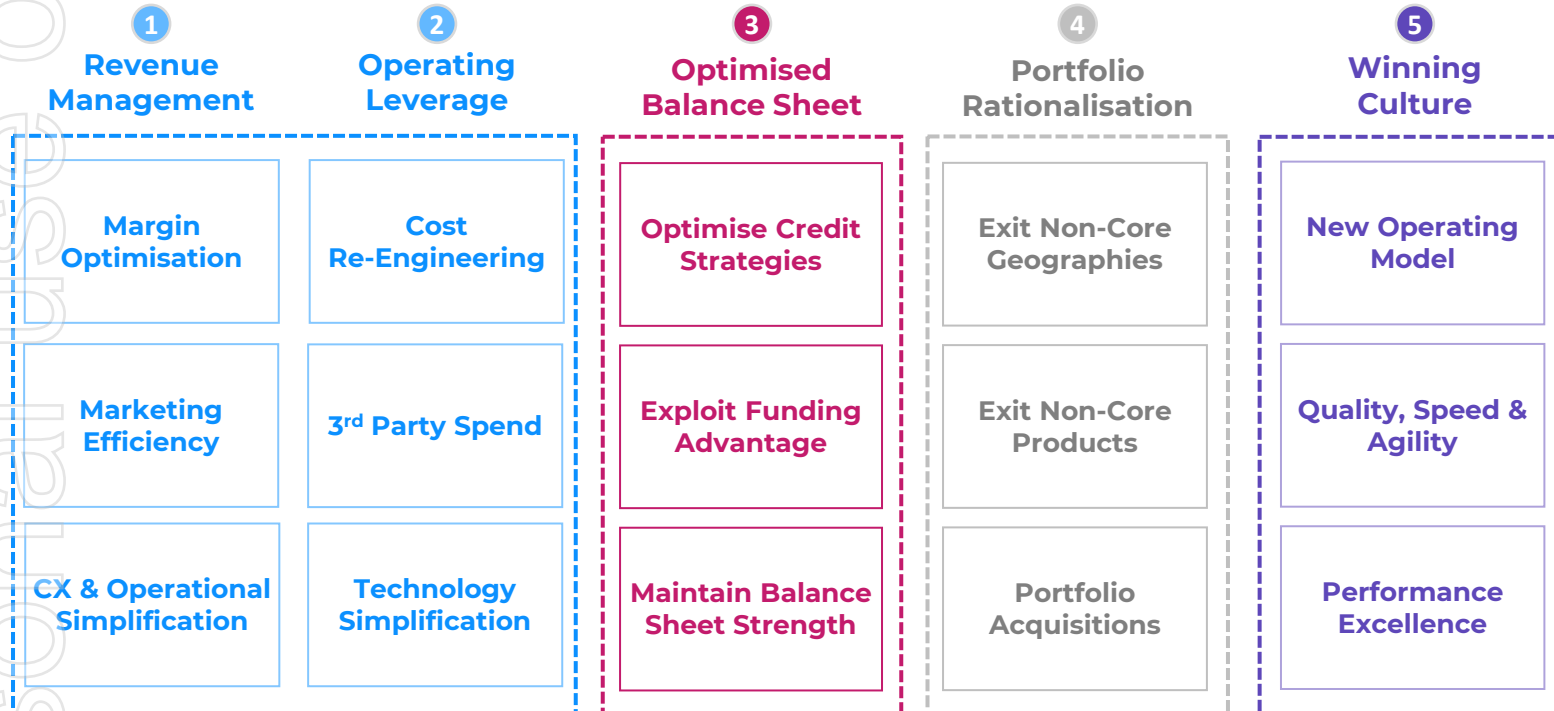 1
Revenue
Management
2
Operating
Leverage
3
Optimised
Balance Sheet
4
Portfolio
Rationalisation
5
Winning
Culture
Margin
Optimisation
Marketing
Efficiency
CX & Operational
Simplification
Cost
Re-Engineering
3rd Party Spend
Technology
Simplification
Optimise Credit
Strategies
Exploit Funding
Advantage
Maintain Balance
Sheet Strength
Exit Non-Core
Geographies
Exit Non-Core
Products
Portfolio
Acquisitions
New Operating
Model
Quality, Speed &
Agility
Performance
Excellence